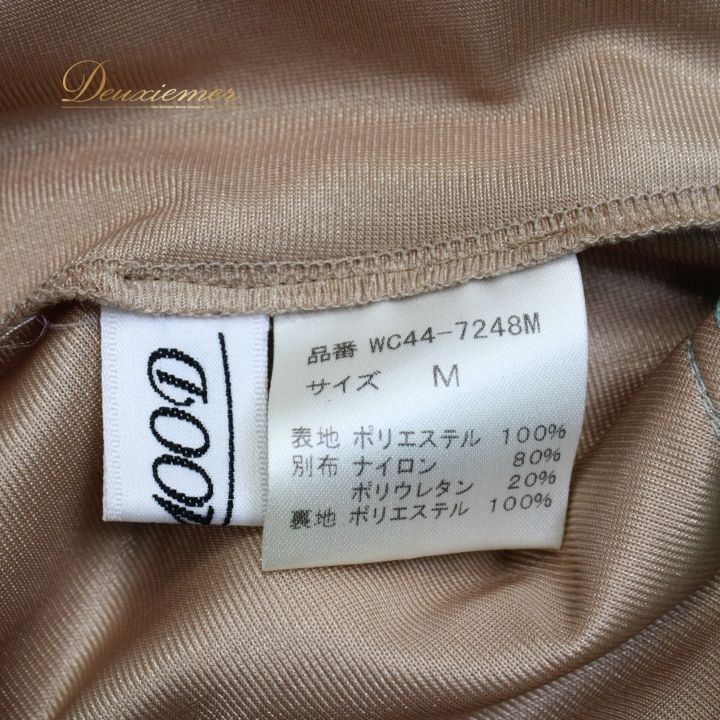 Deuxiemer
品番 WC44-7248M
サイズ M
表地 ポリエステル 100%
別布 ナイロン 80%
ポリウレタン 20%
裏地 ポリエステル 100%